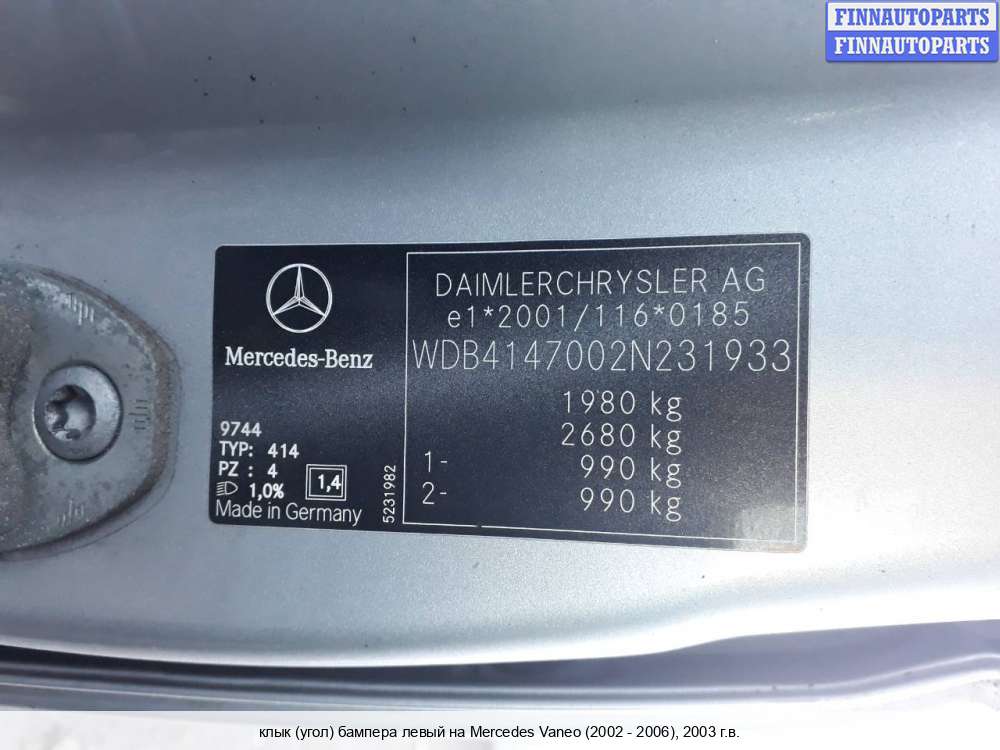 FINNAUTOPARTS
FINNAUTOPARTS
Mercedes-Benz
9744
TYP: 414
PZ : 4
1,0%
1,4
Made in Germany
5231982
DAIMLERCHRYSLER AG
e1*2001/116*0185
WDB4147002N231933
1980 kg
2680 kg
1- 990 kg
2- 990 kg
клык (угол) бампера левый на Mercedes Vaneo (2002 - 2006), 2003 г.в.